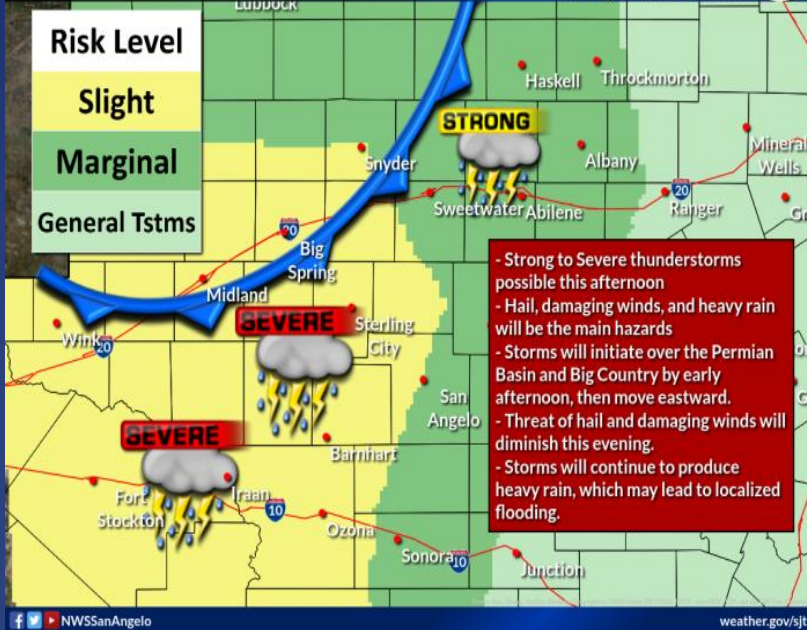 Lubbock
Risk Level
Slight
Marginal
General Tstms
Haskell
Throckmorton
STRONG
Mineral
Wells
Snyder
Albany
Sweetwater
Abilene
20
Ranger
Gr
20
Big
Spring
Midland
Wink
20
SEVERE
Sterling
City
San
Angelo
SEVERE
Barnhart
Fort
Stockton
Iraan
10
Ozona
Sonora
10
Junction
- Strong to Severe thunderstorms
possible this afternoon
- Hail, damaging winds, and heavy rain
will be the main hazards
- Storms will initiate over the Permian
Basin and Big Country by early
afternoon, then move eastward.
- Threat of hail and damaging winds will
diminish this evening.
- Storms will continue to produce
heavy rain, which may lead to localized
flooding.
NWSSanAngelo
weather.gov/sjt